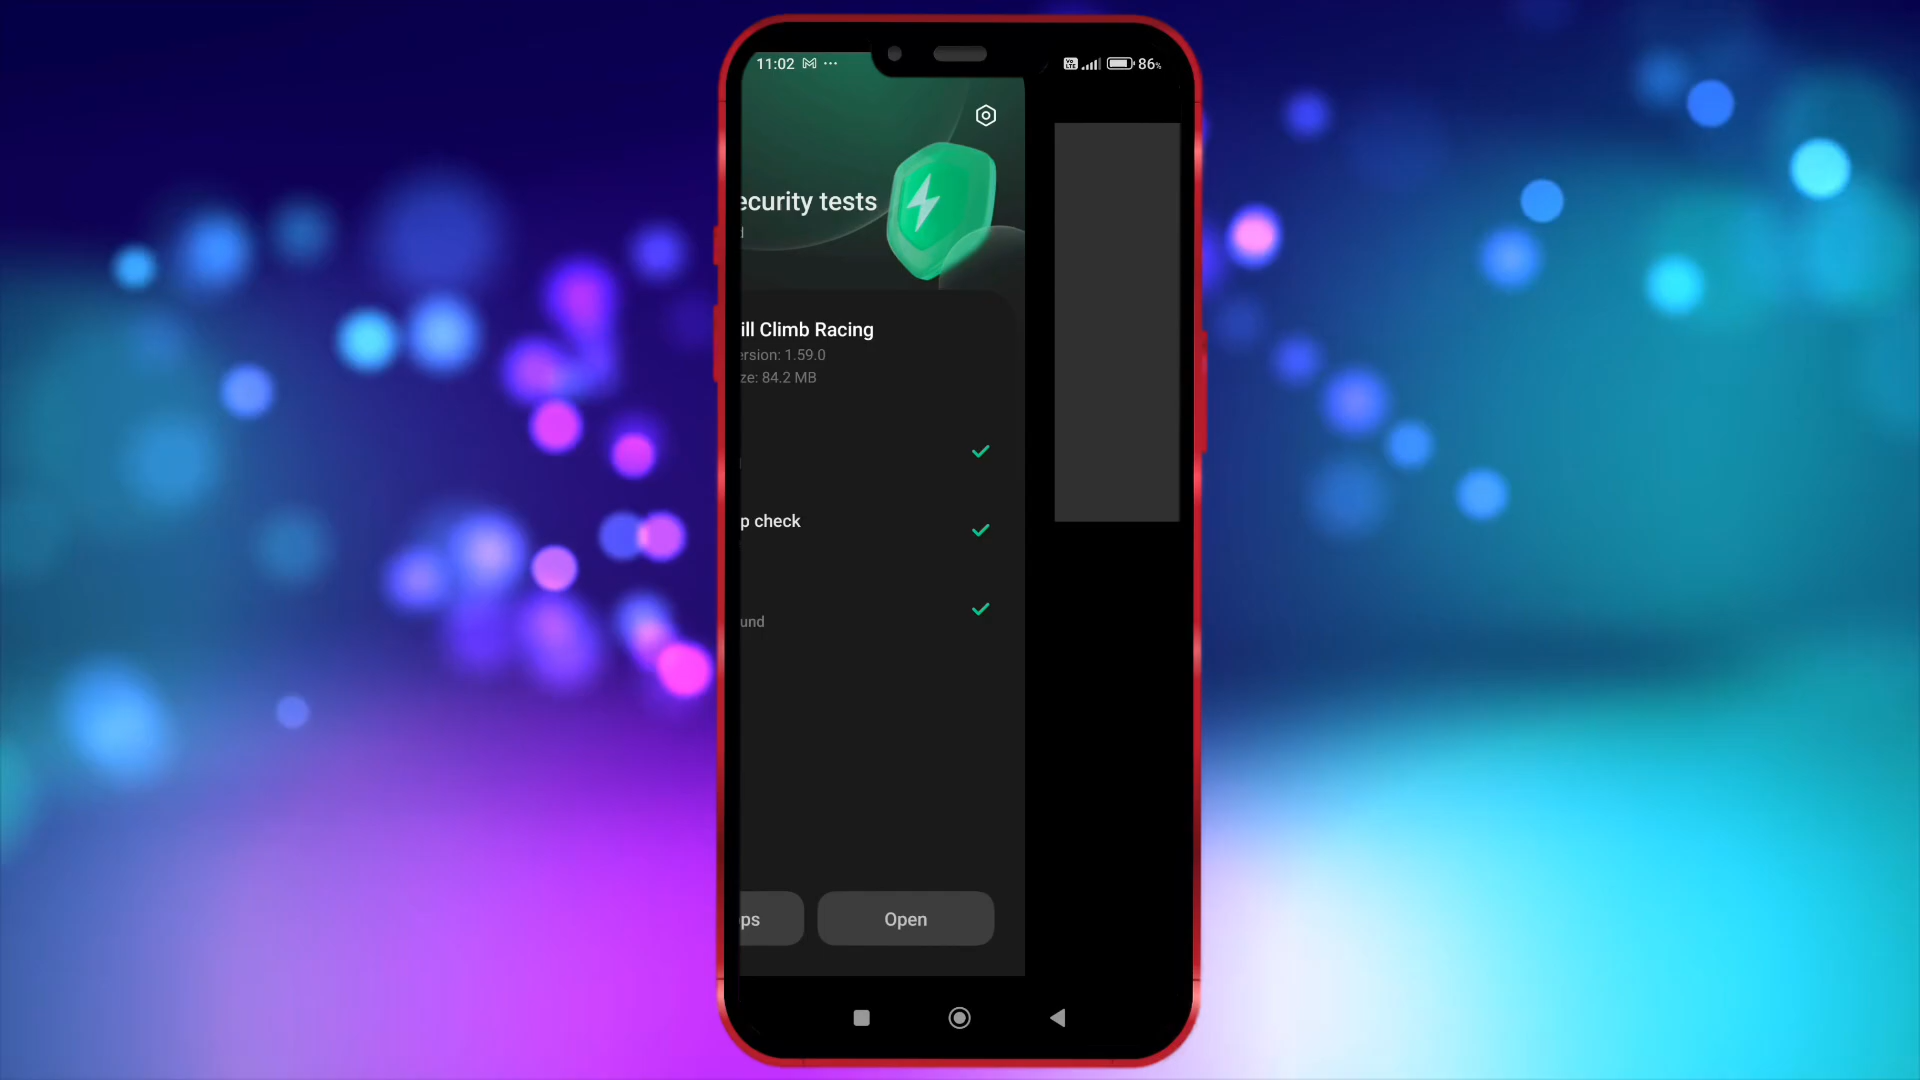 11:02 ··· 86%
ecurity tests
ill Climb Racing
ersion: 1.59.0
ze: 84.2 MB
p check
und
ps
Open